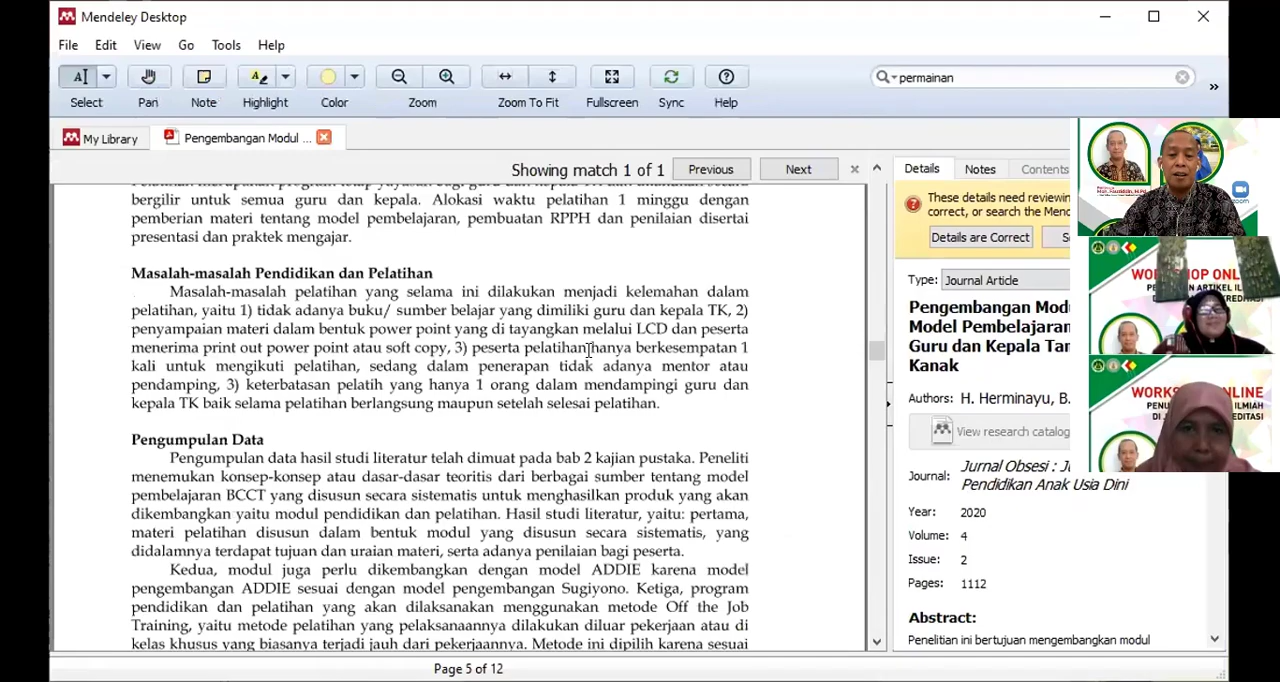 Mendeley Desktop
File Edit View Go Tools Help
permainan
Select Pan Note Highlight Color Zoom Zoom To Fit Fullscreen Sync Help
My Library
Pengembangan Modul ...
Showing match 1 of 1 Previous Next
Details Notes Contents
bergilir untuk semua guru dan kepala. Alokasi waktu pelatihan 1 minggu dengan
pemberian materi tentang model pembelajaran, pembuatan RPPH dan penilaian disertai
presentasi dan praktek mengajar.
Masalah-masalah Pendidikan dan Pelatihan
Masalah-masalah pelatihan yang selama ini dilakukan menjadi kelemahan dalam
pelatihan, yaitu 1) tidak adanya buku/ sumber belajar yang dimiliki guru dan kepala TK, 2)
penyampaian materi dalam bentuk power point yang di tayangkan melalui LCD dan peserta
menerima print out power point atau soft copy, 3) peserta pelatihan hanya berkesempatan 1
kali untuk mengikuti pelatihan, sedang dalam penerapan tidak adanya mentor atau
pendamping, 3) keterbatasan pelatih yang hanya 1 orang dalam mendampingi guru dan
kepala TK baik selama pelatihan berlangsung maupun setelah selesai pelatihan.
Pengumpulan Data
Pengumpulan data hasil studi literatur telah dimuat pada bab 2 kajian pustaka. Peneliti
menemukan konsep-konsep atau dasar-dasar teoritis dari berbagai sumber tentang model
pembelajaran BCCT yang disusun secara sistematis untuk menghasilkan produk yang akan
dikembangkan yaitu modul pendidikan dan pelatihan. Hasil studi literatur, yaitu: pertama,
materi pelatihan disusun dalam bentuk modul yang disusun secara sistematis, yang
didalamnya terdapat tujuan dan uraian materi, serta adanya penilaian bagi peserta.
Kedua, modul juga perlu dikembangkan dengan model ADDIE karena model
pengembangan ADDIE sesuai dengan model pengembangan Sugiyono. Ketiga, program
pendidikan dan pelatihan yang akan dilaksanakan menggunakan metode Off the Job
Training, yaitu metode pelatihan yang pelaksanaannya dilakukan diluar pekerjaan atau di
kelas khusus yang biasanya terjadi jauh dari pekerjaannya. Metode ini dipilih karena sesuai
Page 5 of 12
These details need reviewing
correct, or search the Mend
Details are Correct
Type: Journal Article
Pengembangan Modu
Model Pembelajaran
Guru dan Kepala Tan
Kanak
Authors: H. Herminayu, B.
View research catalog
Journal: Jurnal Obsesi : Ju
Pendidikan Anak Usia Dini
Year: 2020
Volume: 4
Issue: 2
Pages: 1112
Abstract:
Penelitian ini bertujuan mengembangkan modul
zoom
ONLINE
ILMIAH